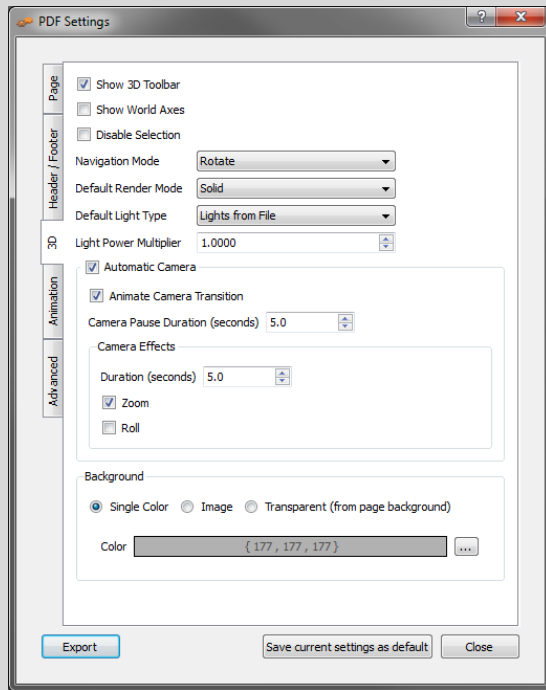 PDF Settings
?
X
Page
Header / Footer
3D
Animation
Advanced
Show 3D Toolbar
Show World Axes
Disable Selection
Navigation Mode Rotate
Default Render Mode Solid
Default Light Type Lights from File
Light Power Multiplier 1.0000
Automatic Camera
Animate Camera Transition
Camera Pause Duration (seconds) 5.0
Camera Effects
Duration (seconds) 5.0
Zoom
Roll
Background
Single Color Image Transparent (from page background)
Color { 177 , 177 , 177 } ...
Export Save current settings as default Close